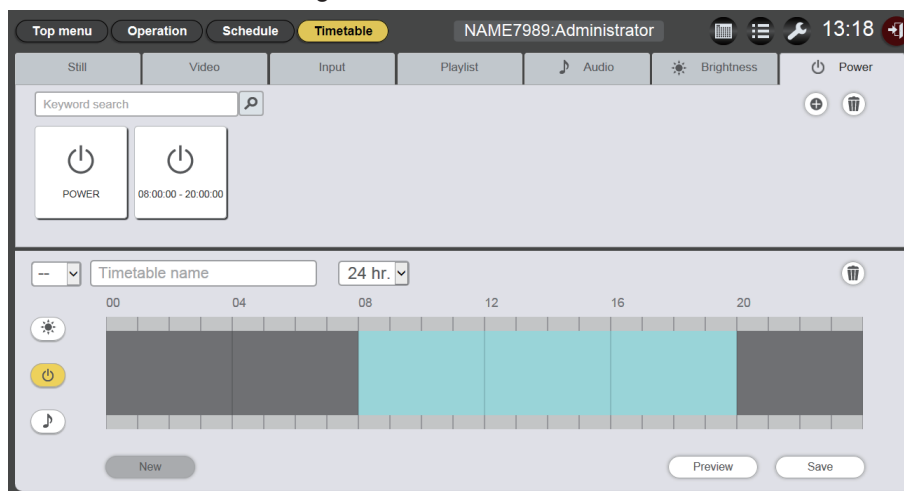 Top menu Operation Schedule Timetable NAME7989:Administrator 13:18
Still Video Input Playlist Audio Brightness Power
Keyword search
POWER 08:00:00 - 20:00:00
-- Timetable name 24 hr.
00 04 08 12 16 20
New Preview Save